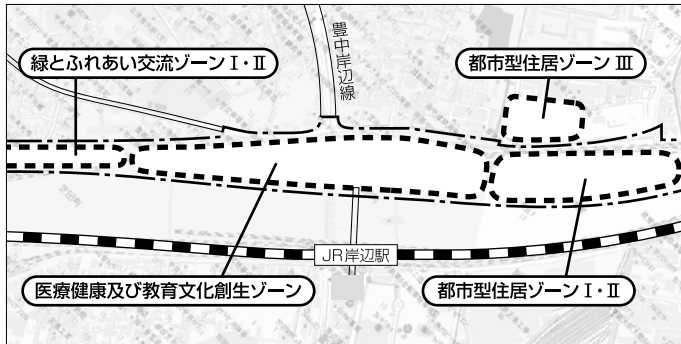 緑とふれあい交流ゾーンⅠ・Ⅱ
豊中岸辺線
都市型住居ゾーン Ⅲ
JR岸辺駅
医療健康及び教育文化創生ゾーン
都市型住居ゾーンⅠ・Ⅱ